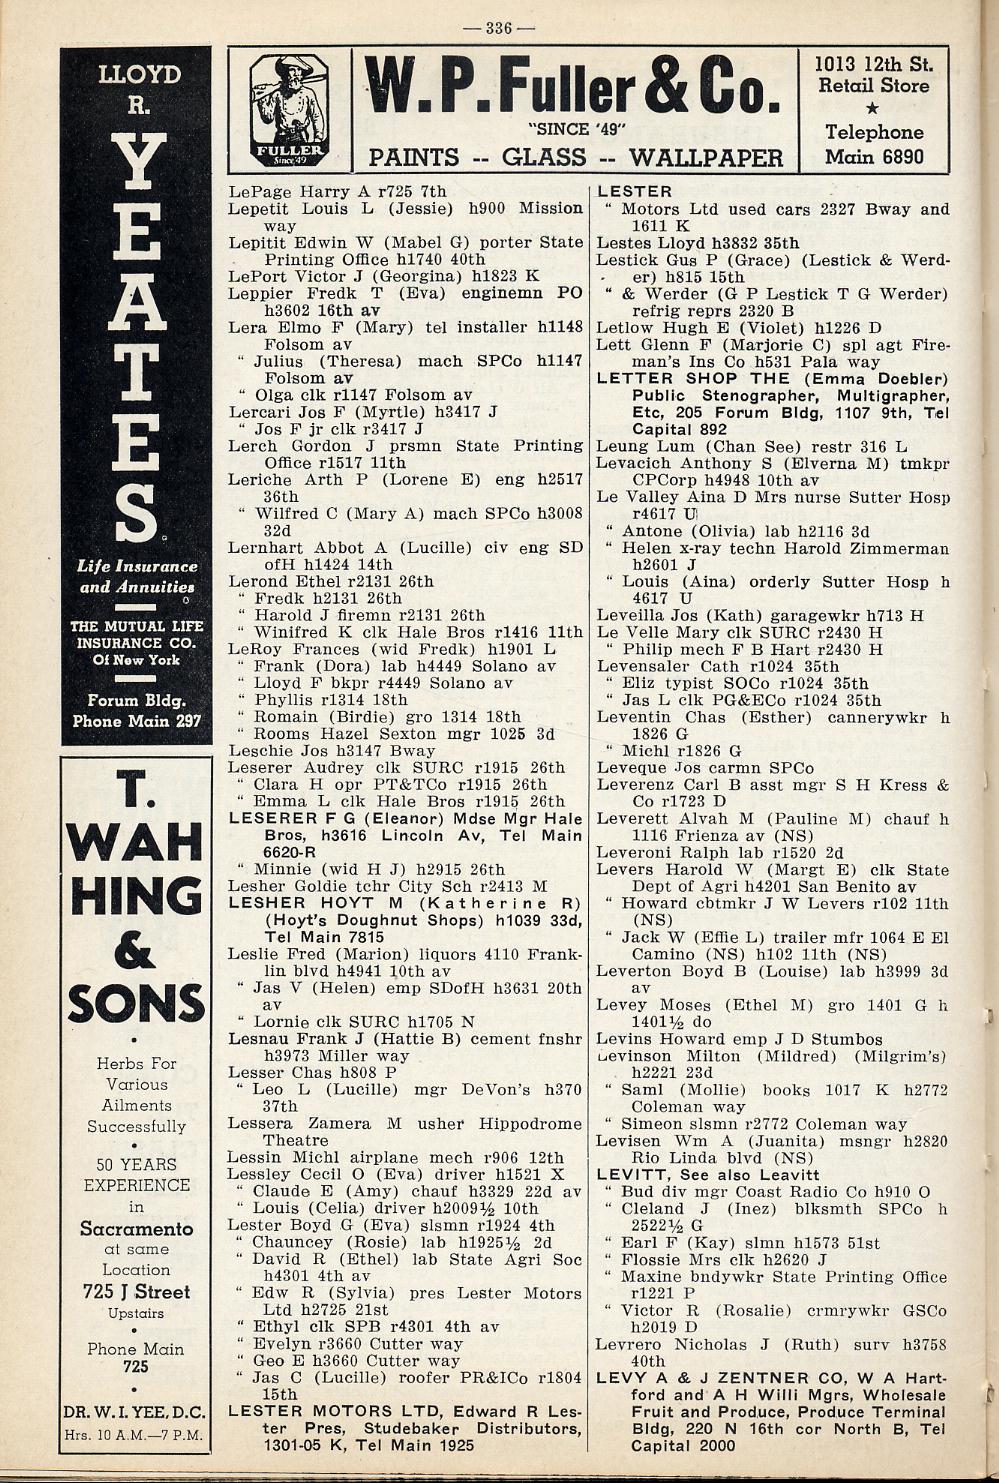 — 336 —
LLOYD
R.
YEATES
Life Insurance
and Annuities
THE MUTUAL LIFE
INSURANCE CO.
Of New York
Forum Bldg.
Phone Main 297
T.
WAH
HING
&
SONS
•
Herbs For
Various
Ailments
Successfully
•
50 YEARS
EXPERIENCE
in
Sacramento
at same
Location
725 J Street
Upstairs
•
Phone Main
725
•
DR. W. I. YEE, D.C.
Hrs. 10 A.M.—7 P.M.
FULLER
Since '49
W. P. Fuller & Co.
"SINCE '49"
PAINTS -- GLASS -- WALLPAPER
1013 12th St.
Retail Store
★
Telephone
Main 6890
LePage Harry A r725 7th
Lepetit Louis L (Jessie) h900 Mission
way
Lepitit Edwin W (Mabel G) porter State
Printing Office h1740 40th
LePort Victor J (Georgina) h1823 K
Leppier Fredk T (Eva) enginemn PO
h3602 16th av
Lera Elmo F (Mary) tel installer h1148
Folsom av
" Julius (Theresa) mach SPCo h1147
Folsom av
" Olga clk r1147 Folsom av
Lercari Jos F (Myrtle) h3417 J
" Jos F jr clk r3417 J
Lerch Gordon J prsmn State Printing
Office r1517 11th
Leriche Arth P (Lorene E) eng h2517
36th
" Wilfred C (Mary A) mach SPCo h3008
32d
Lernhart Abbot A (Lucille) civ eng SD
ofH h1424 14th
Lerond Ethel r2131 26th
" Fredk h2131 26th
" Harold J firemn r2131 26th
" Winifred K clk Hale Bros r1416 11th
LeRoy Frances (wid Fredk) h1901 L
" Frank (Dora) lab h4449 Solano av
" Lloyd F bkpr r4449 Solano av
" Phyllis r1314 18th
" Romain (Birdie) gro 1314 18th
" Rooms Hazel Sexton mgr 1025 3d
Leschie Jos h3147 Bway
Leserer Audrey clk SURC r1915 26th
" Clara H opr PT&TCo r1915 26th
" Emma L clk Hale Bros r1915 26th
LESERER F G (Eleanor) Mdse Mgr Hale
Bros, h3616 Lincoln Av, Tel Main
6620-R
" Minnie (wid H J) h2915 26th
Lesher Goldie tchr City Sch r2413 M
LESHER HOYT M (Katherine R)
(Hoyt's Doughnut Shops) h1039 33d,
Tel Main 7815
Leslie Fred (Marion) liquors 4110 Frank-
lin blvd h4941 10th av
" Jas V (Helen) emp SDofH h3631 20th
av
" Lornie clk SURC h1705 N
Lesnau Frank J (Hattie B) cement fnshr
h3973 Miller way
Lesser Chas h808 P
" Leo L (Lucille) mgr DeVon's h370
37th
Lessera Zamera M usher Hippodrome
Theatre
Lessin Michl airplane mech r906 12th
Lessley Cecil O (Eva) driver h1521 X
" Claude E (Amy) chauf h3329 22d av
" Louis (Celia) driver h2009½ 10th
Lester Boyd G (Eva) slsmn r1924 4th
" Chauncey (Rosie) lab h1925½ 2d
" David R (Ethel) lab State Agri Soc
h4301 4th av
" Edw R (Sylvia) pres Lester Motors
Ltd h2725 21st
" Ethyl clk SPB r4301 4th av
" Evelyn r3660 Cutter way
" Geo E h3660 Cutter way
" Jas C (Lucille) roofer PR&ICo r1804
15th
LESTER MOTORS LTD, Edward R Les-
ter Pres, Studebaker Distributors,
1301-05 K, Tel Main 1925
LESTER
" Motors Ltd used cars 2327 Bway and
1611 K
Lestes Lloyd h3832 35th
Lestick Gus P (Grace) (Lestick & Werd-
er) h815 15th
" & Werder (G P Lestick T G Werder)
refrig reprs 2320 B
Letlow Hugh E (Violet) h1226 D
Lett Glenn F (Marjorie C) spl agt Fire-
man's Ins Co h531 Pala way
LETTER SHOP THE (Emma Doebler)
Public Stenographer, Multigrapher,
Etc, 205 Forum Bldg, 1107 9th, Tel
Capital 892
Leung Lum (Chan See) restr 316 L
Levacich Anthony S (Elverna M) tmkpr
CPCorp h4948 10th av
Le Valley Aina D Mrs nurse Sutter Hosp
r4617 U
" Antone (Olivia) lab h2116 3d
" Helen x-ray techn Harold Zimmerman
h2601 J
" Louis (Aina) orderly Sutter Hosp h
4617 U
Leveilla Jos (Kath) garagewkr h713 H
Le Velle Mary clk SURC r2430 H
" Philip mech F B Hart r2430 H
Levensaler Cath r1024 35th
" Eliz typist SOCo r1024 35th
" Jas L clk PG&ECo r1024 35th
Leventin Chas (Esther) cannerywkr h
1826 G
" Michl r1826 G
Leveque Jos carmn SPCo
Leverenz Carl B asst mgr S H Kress &
Co r1723 D
Leverett Alvah M (Pauline M) chauf h
1116 Frienza av (NS)
Leveroni Ralph lab r1520 2d
Levers Harold W (Margt E) clk State
Dept of Agri h4201 San Benito av
" Howard cbtmkr J W Levers r102 11th
(NS)
" Jack W (Effie L) trailer mfr 1064 E El
Camino (NS) h102 11th (NS)
Leverton Boyd B (Louise) lab h3999 3d
av
Levey Moses (Ethel M) gro 1401 G h
1401½ do
Levins Howard emp J D Stumbos
Levinson Milton (Mildred) (Milgrim's)
h2221 23d
" Saml (Mollie) books 1017 K h2772
Coleman way
" Simeon slsmn r2772 Coleman way
Levisen Wm A (Juanita) msngr h2820
Rio Linda blvd (NS)
LEVITT, See also Leavitt
" Bud div mgr Coast Radio Co h910 O
" Cleland J (Inez) blksmth SPCo h
2522½ G
" Earl F (Kay) slmn h1573 51st
" Flossie Mrs clk h2620 J
" Maxine bndywkr State Printing Office
r1221 P
" Victor R (Rosalie) crmrywkr GSCo
h2019 D
Levrero Nicholas J (Ruth) surv h3758
40th
LEVY A & J ZENTNER CO, W A Hart-
ford and A H Willi Mgrs, Wholesale
Fruit and Produce, Produce Terminal
Bldg, 220 N 16th cor North B, Tel
Capital 2000